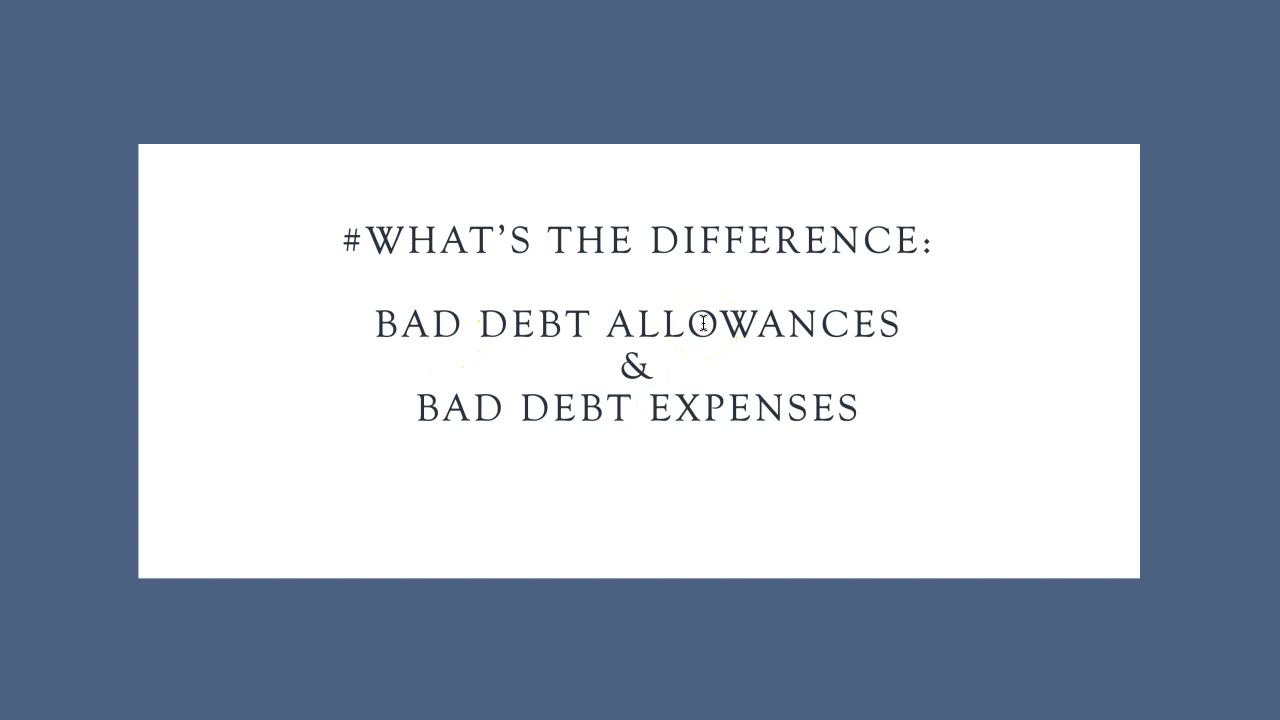 #WHAT’S THE DIFFERENCE:
BAD DEBT ALLOWANCES
&
BAD DEBT EXPENSES